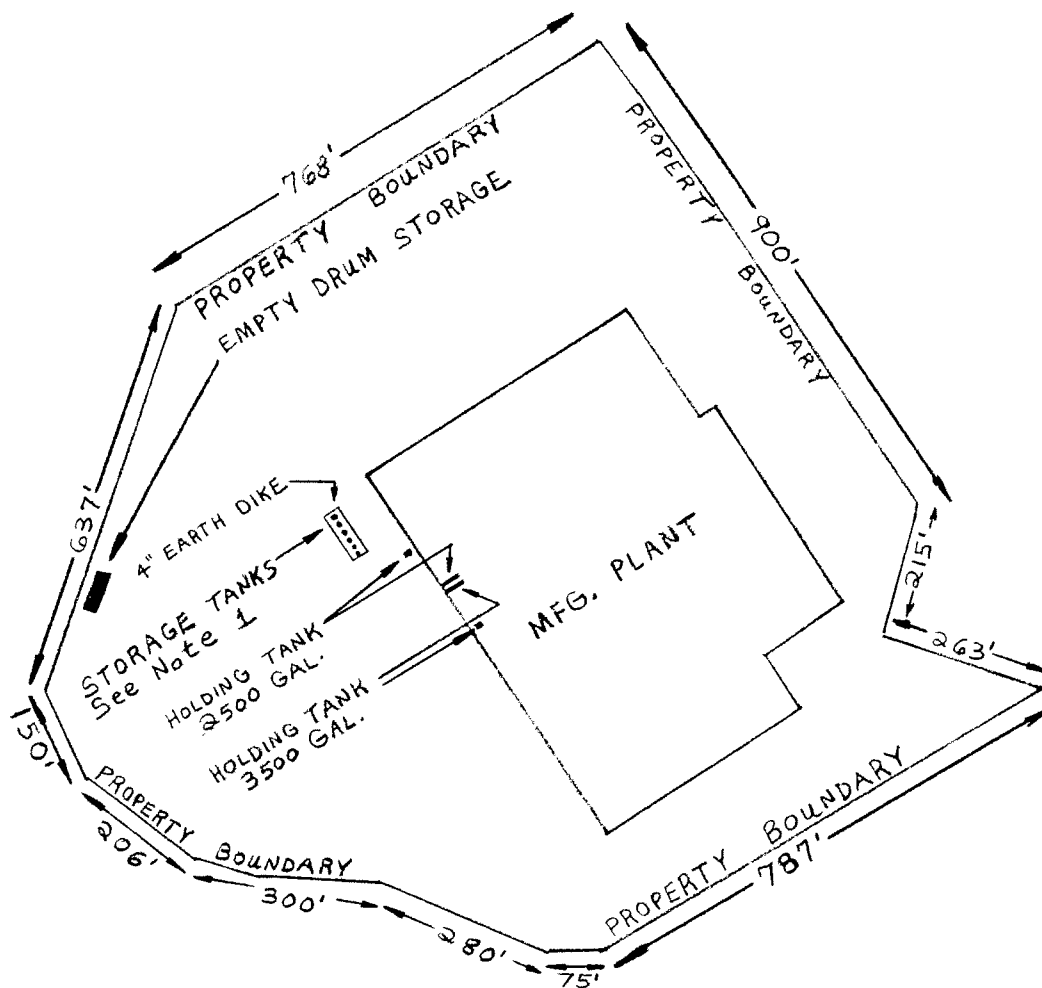 768'
PROPERTY BOUNDARY
EMPTY DRUM STORAGE
PROPERTY BOUNDARY
900'
637'
4" EARTH DIKE
STORAGE TANKS
See Note 1
HOLDING TANK
2500 GAL.
HOLDING TANK
3500 GAL.
MFG. PLANT
215'
263'
150'
206'
PROPERTY BOUNDARY
300'
280'
75'
PROPERTY BOUNDARY
787'